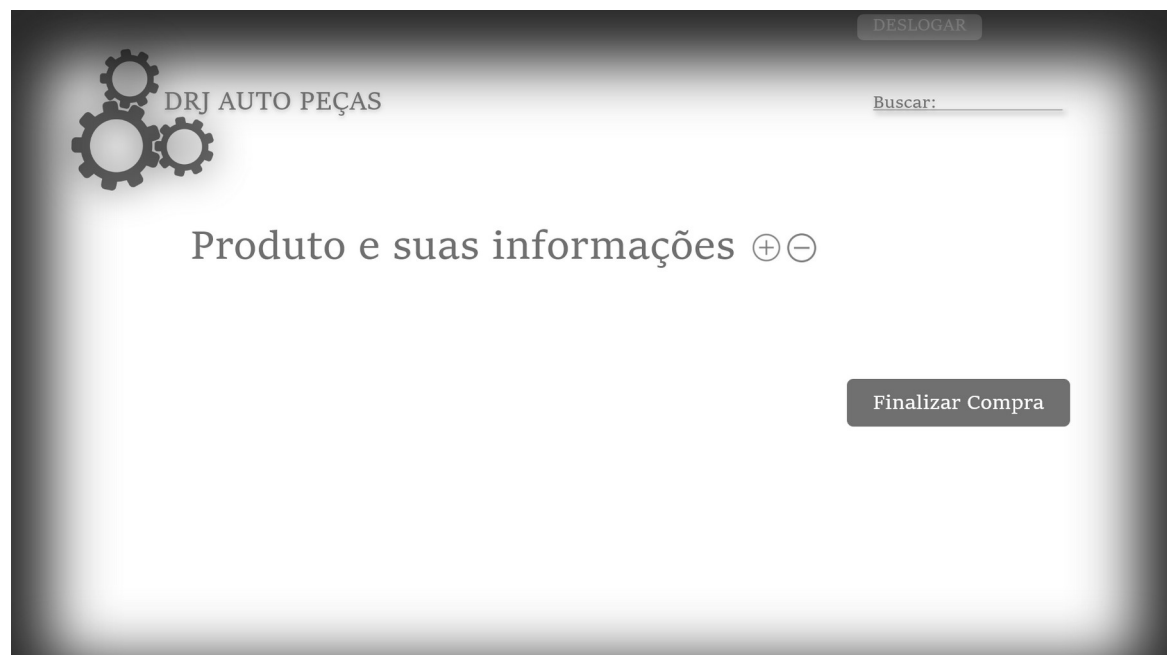 DESLOGAR
DRJ AUTO PEÇAS
Buscar:
Produto e suas informações
Finalizar Compra